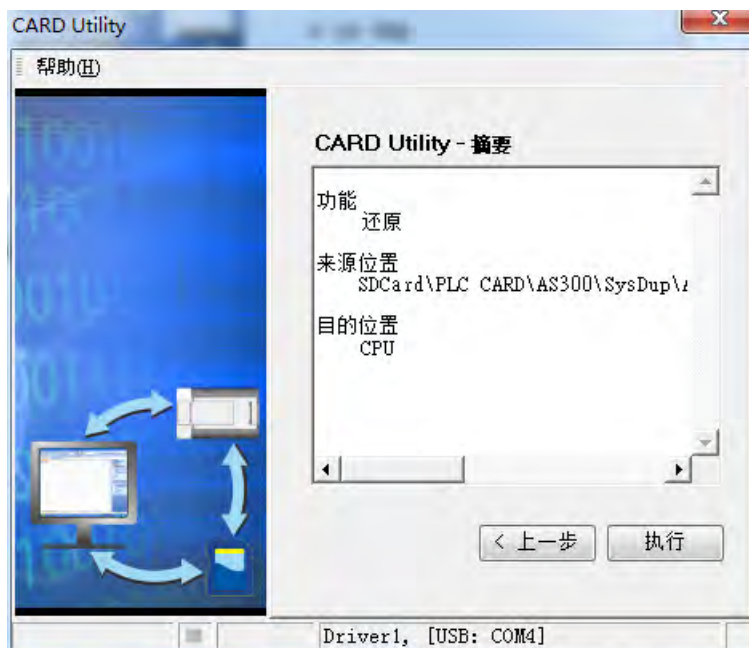 CARD Utility
帮助(H)
CARD Utility - 摘要
功能
还原
来源位置
SDCard\PLC CARD\AS300\SysDup\
目的位置
CPU
< 上一步
执行
Driver1, [USB: COM4]